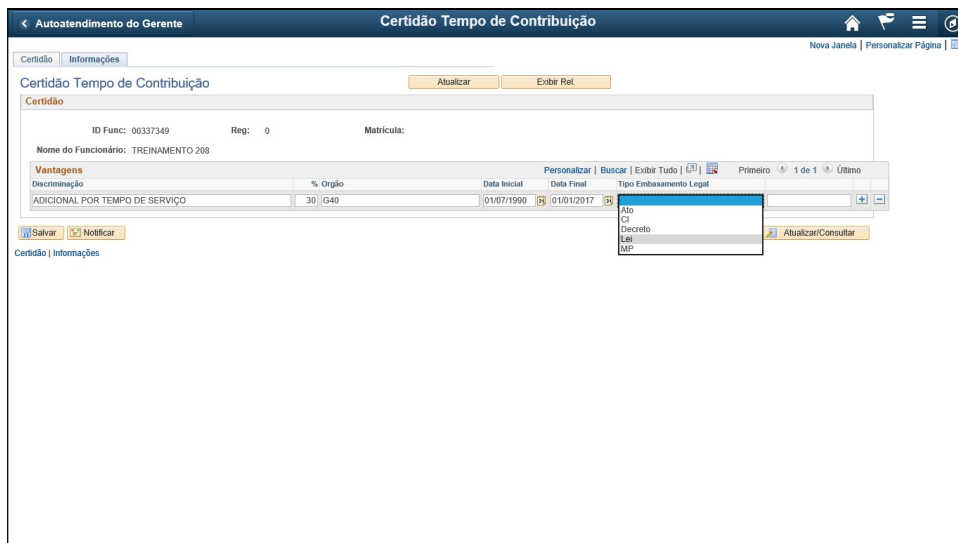 Autoatendimento do Gerente Certidão Tempo de Contribuição
Nova Janela | Personalizar Página |
Certidão Informações
Certidão Tempo de Contribuição Atualizar Exibir Rel.
Certidão
ID Func: 00337349 Reg: 0 Matrícula:
Nome do Funcionário: TREINAMENTO 208
Vantagens Personalizar | Buscar | Exibir Tudo | | Primeiro 1 de 1 Último
Discriminação % Orgão Data Inicial Data Final Tipo Embasamento Legal
ADICIONAL POR TEMPO DE SERVIÇO 30 G40 01/07/1990 31 01/01/2017 31
Ato
CI
Decreto
Lei
MP
Salvar Notificar Atualizar/Consultar
Certidão | Informações